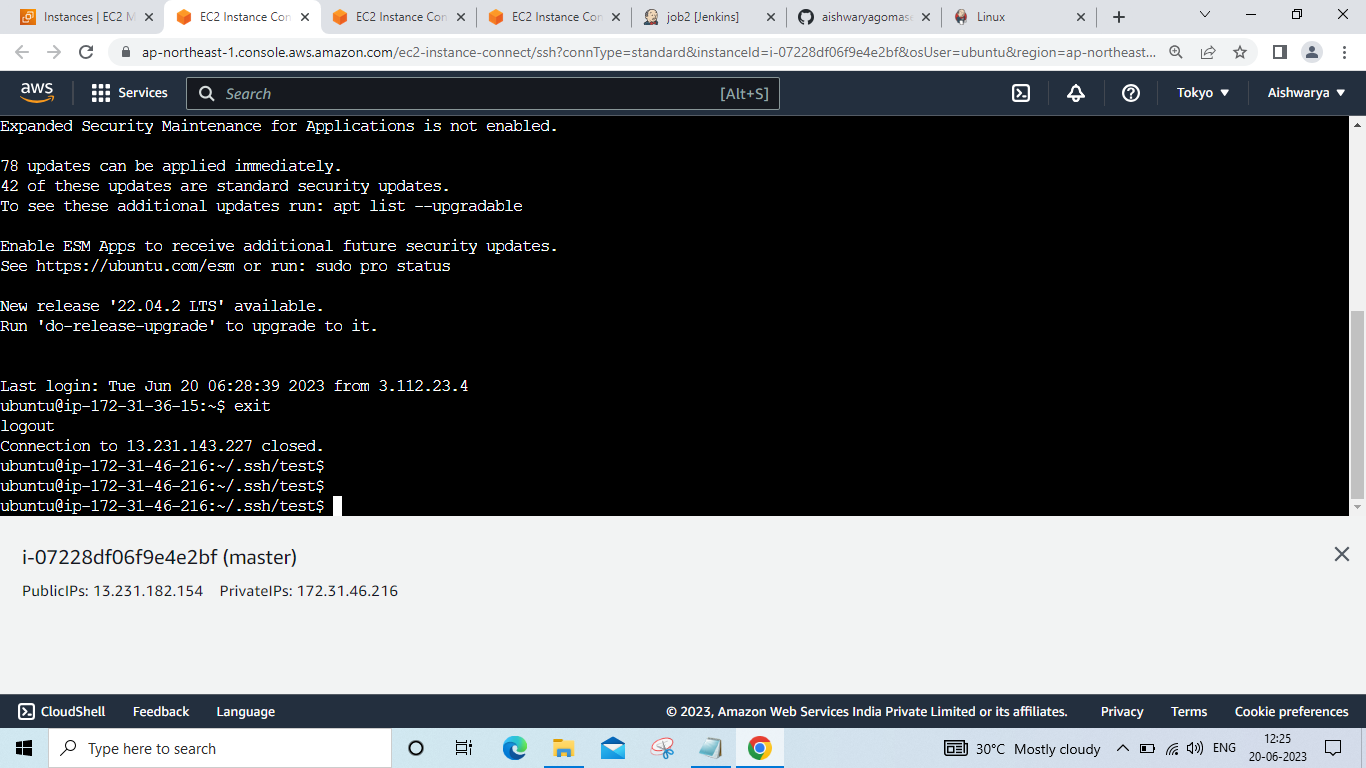 Instances | EC2 M
EC2 Instance Con
EC2 Instance Con
EC2 Instance Con
job2 [Jenkins]
aishwaryagomase
Linux
ap-northeast-1.console.aws.amazon.com/ec2-instance-connect/ssh?connType=standard&instanceId=i-07228df06f9e4e2bf&osUser=ubuntu&region=ap-northeast...
aws
Services
Search
[Alt+S]
Tokyo
Aishwarya
Expanded Security Maintenance for Applications is not enabled.
78 updates can be applied immediately.
42 of these updates are standard security updates.
To see these additional updates run: apt list --upgradable
Enable ESM Apps to receive additional future security updates.
See https://ubuntu.com/esm or run: sudo pro status
New release '22.04.2 LTS' available.
Run 'do-release-upgrade' to upgrade to it.
Last login: Tue Jun 20 06:28:39 2023 from 3.112.23.4
ubuntu@ip-172-31-36-15:~$ exit
logout
Connection to 13.231.143.227 closed.
ubuntu@ip-172-31-46-216:~/.ssh/test$
ubuntu@ip-172-31-46-216:~/.ssh/test$
ubuntu@ip-172-31-46-216:~/.ssh/test$
i-07228df06f9e4e2bf (master)
PublicIPs: 13.231.182.154 PrivateIPs: 172.31.46.216
CloudShell
Feedback
Language
© 2023, Amazon Web Services India Private Limited or its affiliates.
Privacy
Terms
Cookie preferences
Type here to search
30°C Mostly cloudy
ENG
12:25
20-06-2023